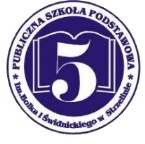 PUBLICZNA SZKOŁA PODSTAWOWA
5
im. Bolka I Świdnickiego w Strzelinie